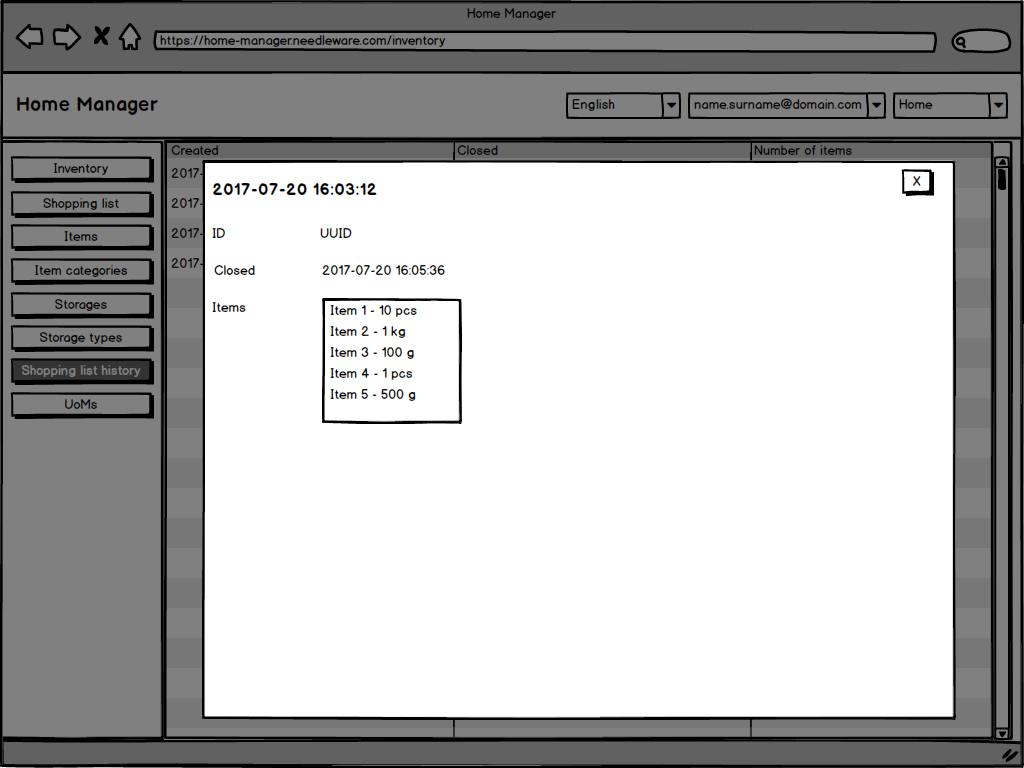 Home Manager
https://home-manager.needleware.com/inventory
Home Manager
English
name.surname@domain.com
Home
Inventory
Shopping list
Items
Item categories
Storages
Storage types
Shopping list history
UoMs
Created
Closed
Number of items
2017-
2017-
2017-
2017-
2017-07-20 16:03:12
X
ID
UUID
Closed
2017-07-20 16:05:36
Items
Item 1 - 10 pcs
Item 2 - 1 kg
Item 3 - 100 g
Item 4 - 1 pcs
Item 5 - 500 g